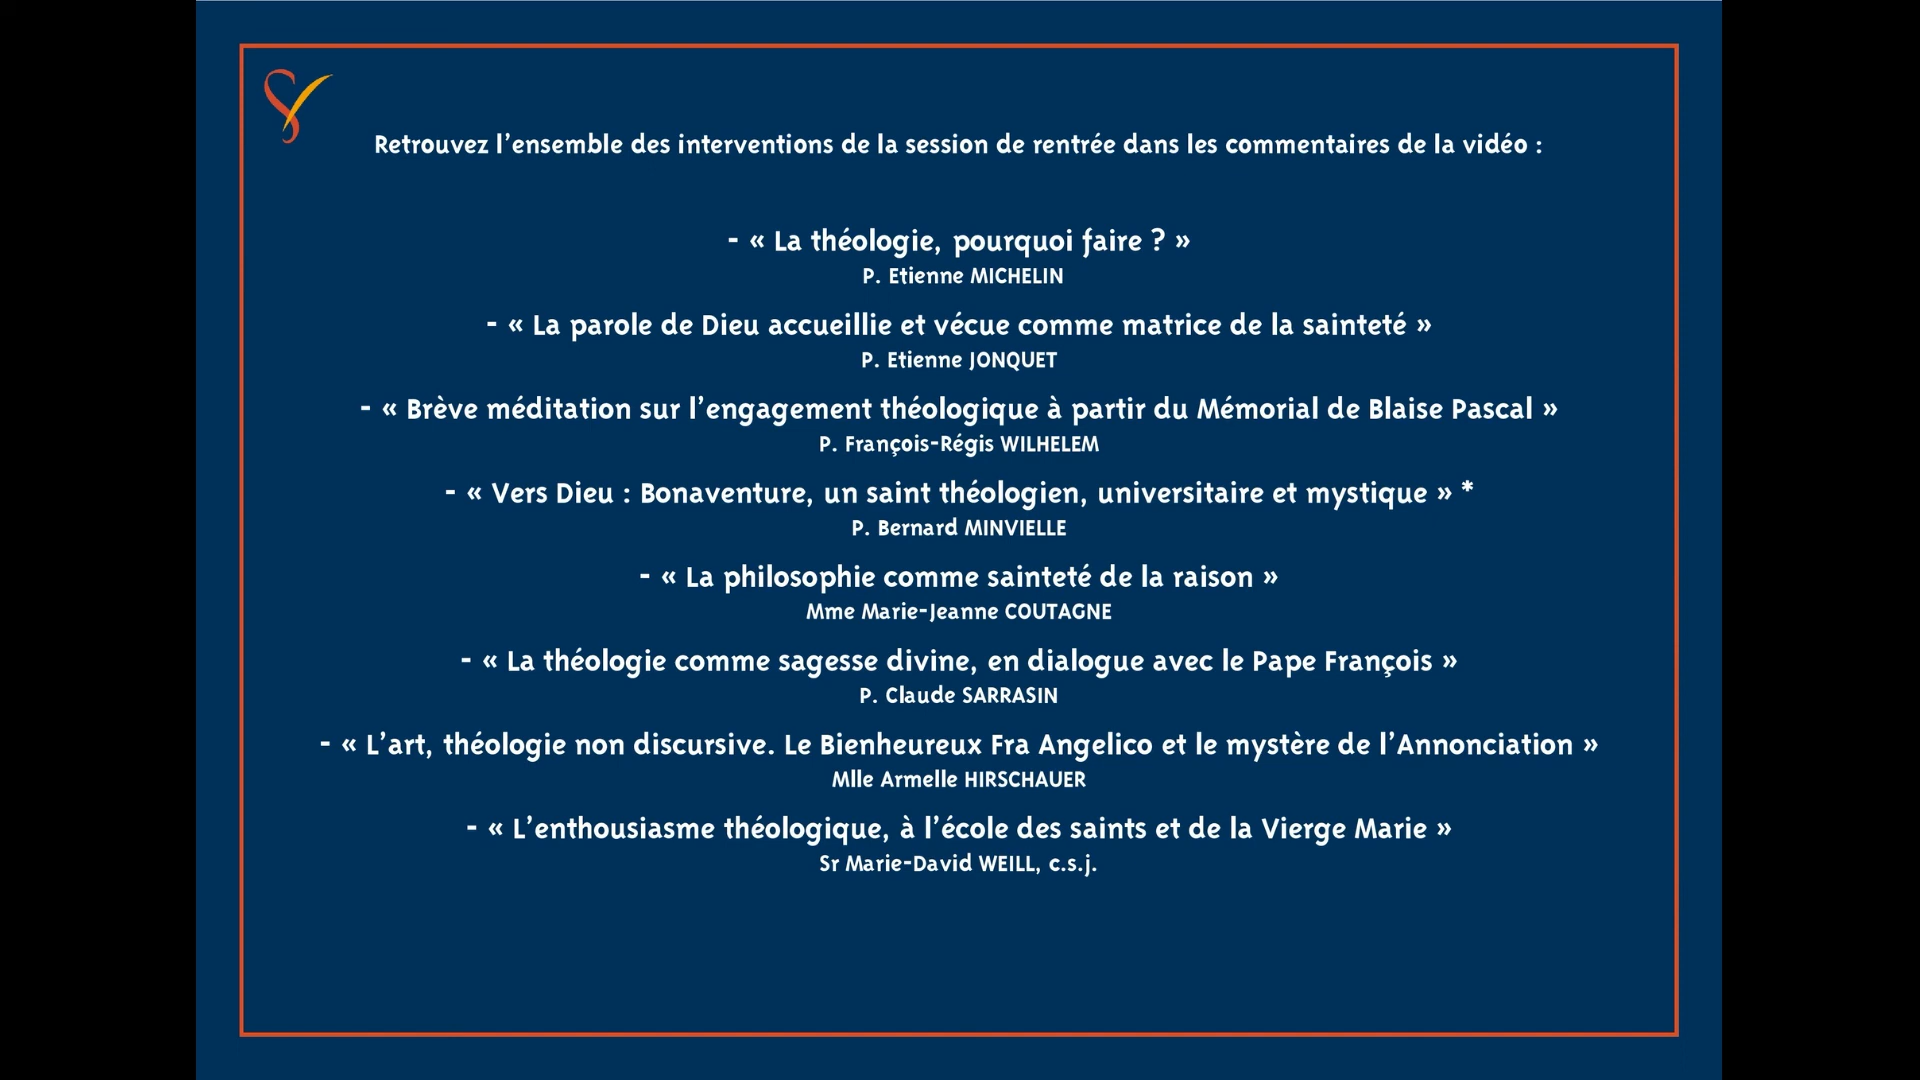 Retrouvez l’ensemble des interventions de la session de rentrée dans les commentaires de la vidéo :
- « La théologie, pourquoi faire ? »
P. Etienne MICHELIN
- « La parole de Dieu accueillie et vécue comme matrice de la sainteté »
P. Etienne JONQUET
- « Brève méditation sur l’engagement théologique à partir du Mémorial de Blaise Pascal »
P. François-Régis WILHELEM
- « Vers Dieu : Bonaventure, un saint théologien, universitaire et mystique » *
P. Bernard MINVIELLE
- « La philosophie comme sainteté de la raison »
Mme Marie-Jeanne COUTAGNE
- « La théologie comme sagesse divine, en dialogue avec le Pape François »
P. Claude SARRASIN
- « L’art, théologie non discursive. Le Bienheureux Fra Angelico et le mystère de l’Annonciation »
Mlle Armelle HIRSCHAUER
- « L’enthousiasme théologique, à l’école des saints et de la Vierge Marie »
Sr Marie-David WEILL, c.s.j.